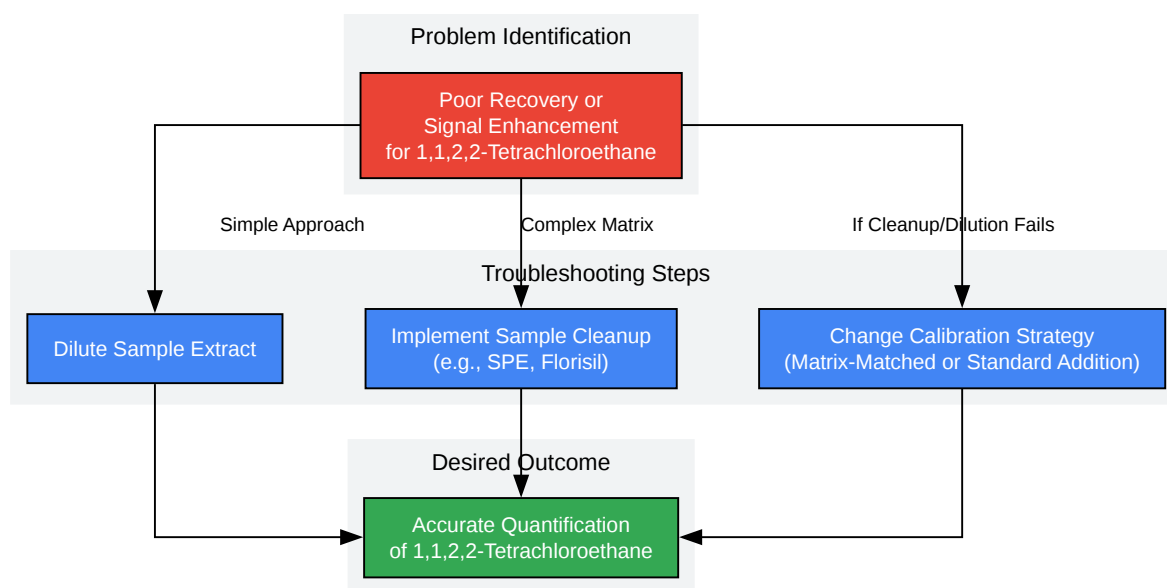 Problem Identification
Poor Recovery or
Signal Enhancement
for 1,1,2,2-Tetrachloroethane
Simple Approach
Complex Matrix
If Cleanup/Dilution Fails
Troubleshooting Steps
Dilute Sample Extract
Implement Sample Cleanup
(e.g., SPE, Florisil)
Change Calibration Strategy
(Matrix-Matched or Standard Addition)
Desired Outcome
Accurate Quantification
of 1,1,2,2-Tetrachloroethane